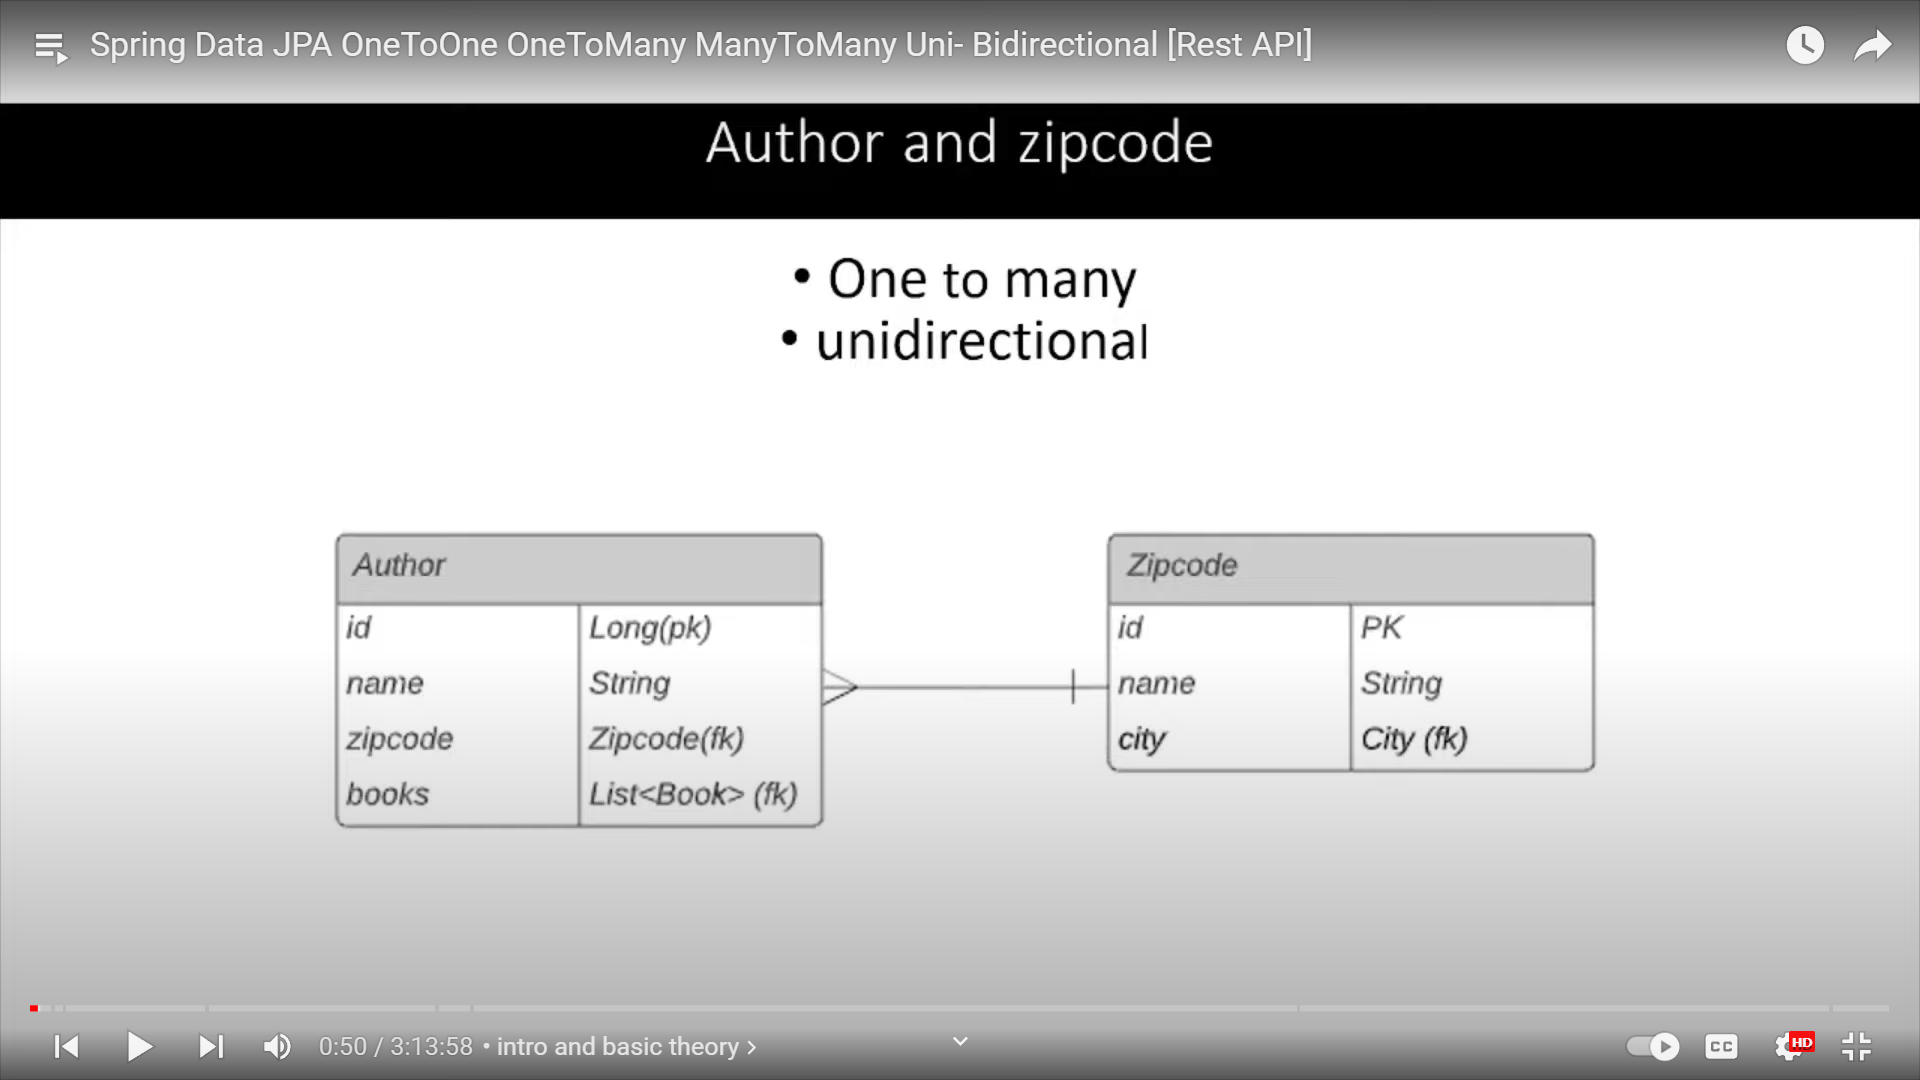 Spring Data JPA OneToOne OneToMany ManyToMany Uni- Bidirectional [Rest API]
Author and zipcode
• One to many
• unidirectional
Author
id Long(pk)
name String
zipcode Zipcode(fk)
books List<Book> (fk)
Zipcode
id PK
name String
city City (fk)
0:50 / 3:13:58 • intro and basic theory ›
CC
HD